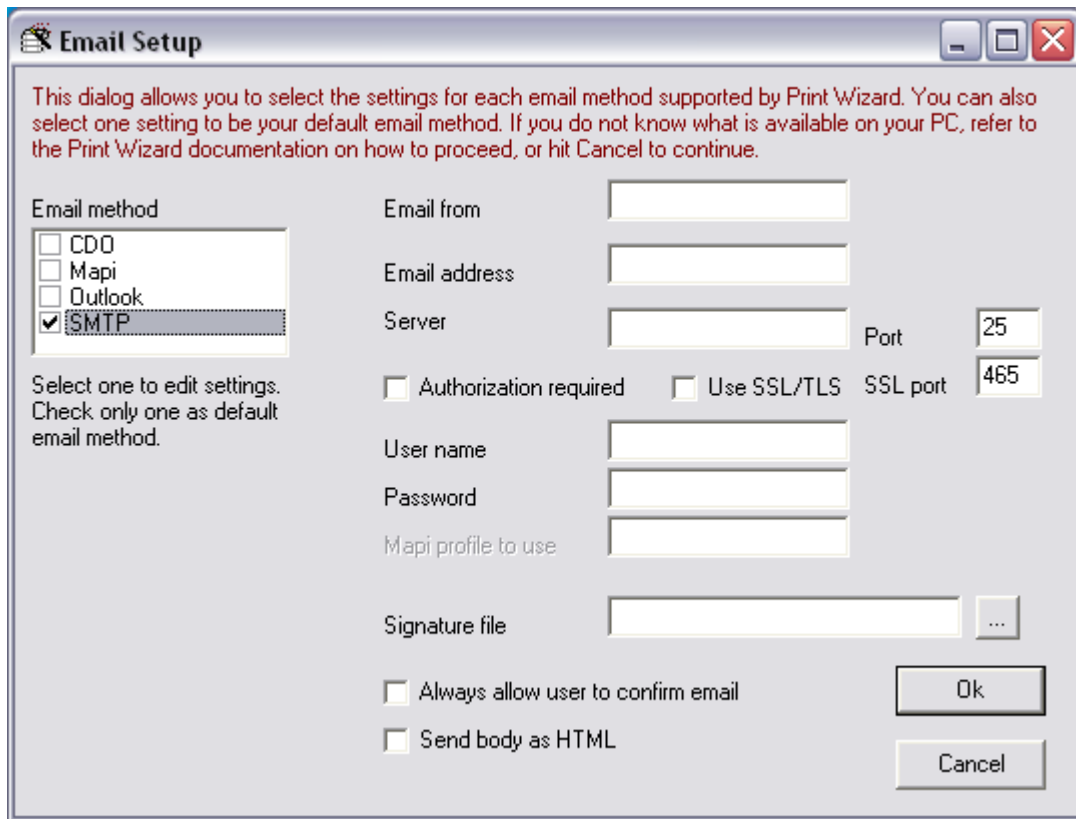 Email Setup
This dialog allows you to select the settings for each email method supported by Print Wizard. You can also
select one setting to be your default email method. If you do not know what is available on your PC, refer to
the Print Wizard documentation on how to proceed, or hit Cancel to continue.
Email method
CDO
Mapi
Outlook
SMTP
Select one to edit settings.
Check only one as default
email method.
Email from
Email address
Server
Port 25
Authorization required Use SSL/TLS SSL port 465
User name
Password
Mapi profile to use
Signature file ...
Always allow user to confirm email
Send body as HTML
Ok
Cancel